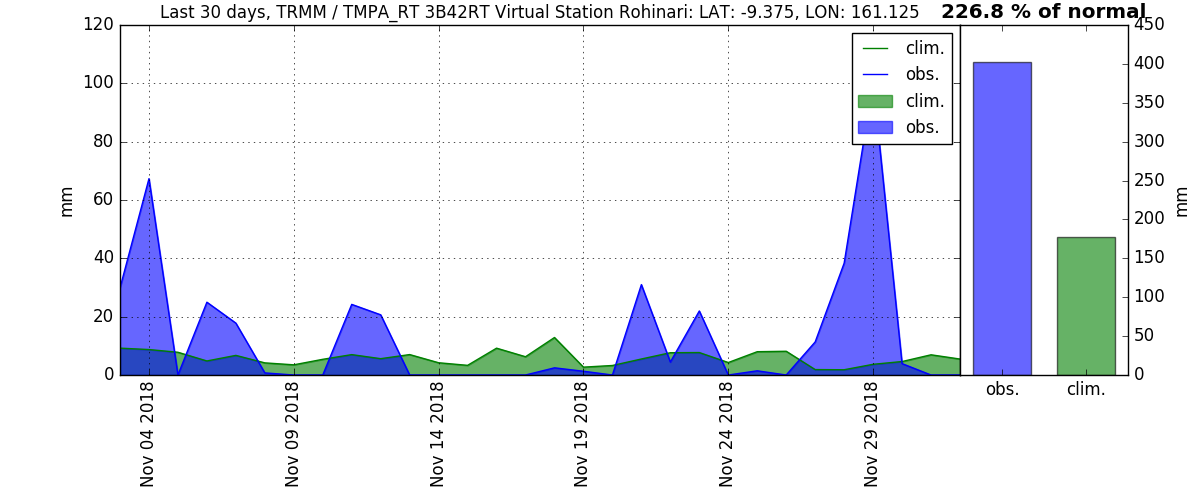 Last 30 days, TRMM / TMPA_RT 3B42RT Virtual Station Rohinari: LAT: -9.375, LON: 161.125
226.8 % of normal
120
100
80
60
40
20
0
mm
clim.
obs.
clim.
obs.
Nov 04 2018
Nov 09 2018
Nov 14 2018
Nov 19 2018
Nov 24 2018
Nov 29 2018
450
400
350
300
250
200
150
100
50
0
mm
obs.
clim.